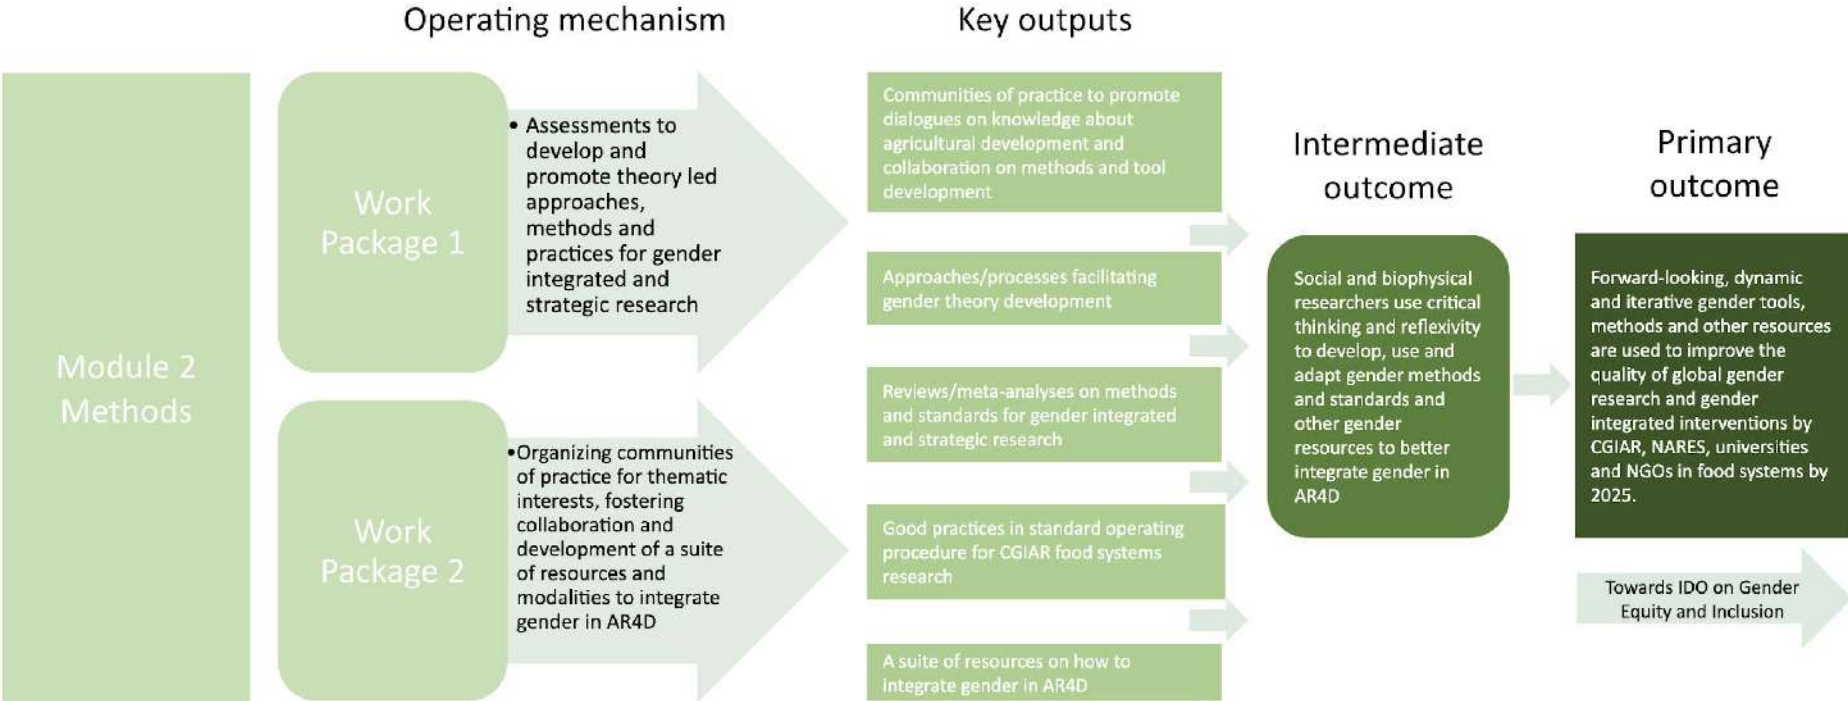 Operating mechanism
Key outputs
Module 2
Methods
Work
Package 1
• Assessments to
develop and
promote theory led
approaches,
methods and
practices for gender
integrated and
strategic research
Work
Package 2
•Organizing communities
of practice for thematic
interests, fostering
collaboration and
development of a suite
of resources and
modalities to integrate
gender in AR4D
Communities of practice to promote
dialogues on knowledge about
agricultural development and
collaboration on methods and tool
development
Approaches/processes facilitating
gender theory development
Reviews/meta-analyses on methods
and standards for gender integrated
and strategic research
Good practices in standard operating
procedure for CGIAR food systems
research
A suite of resources on how to
integrate gender in AR4D
Intermediate
outcome
Social and biophysical
researchers use critical
thinking and reflexivity
to develop, use and
adapt gender methods
and standards and
other gender
resources to better
integrate gender in
AR4D
Primary
outcome
Forward-looking, dynamic
and iterative gender tools,
methods and other resources
are used to improve the
quality of global gender
research and gender
integrated interventions by
CGIAR, NARES, universities
and NGOs in food systems by
2025.
Towards IDO on Gender
Equity and Inclusion